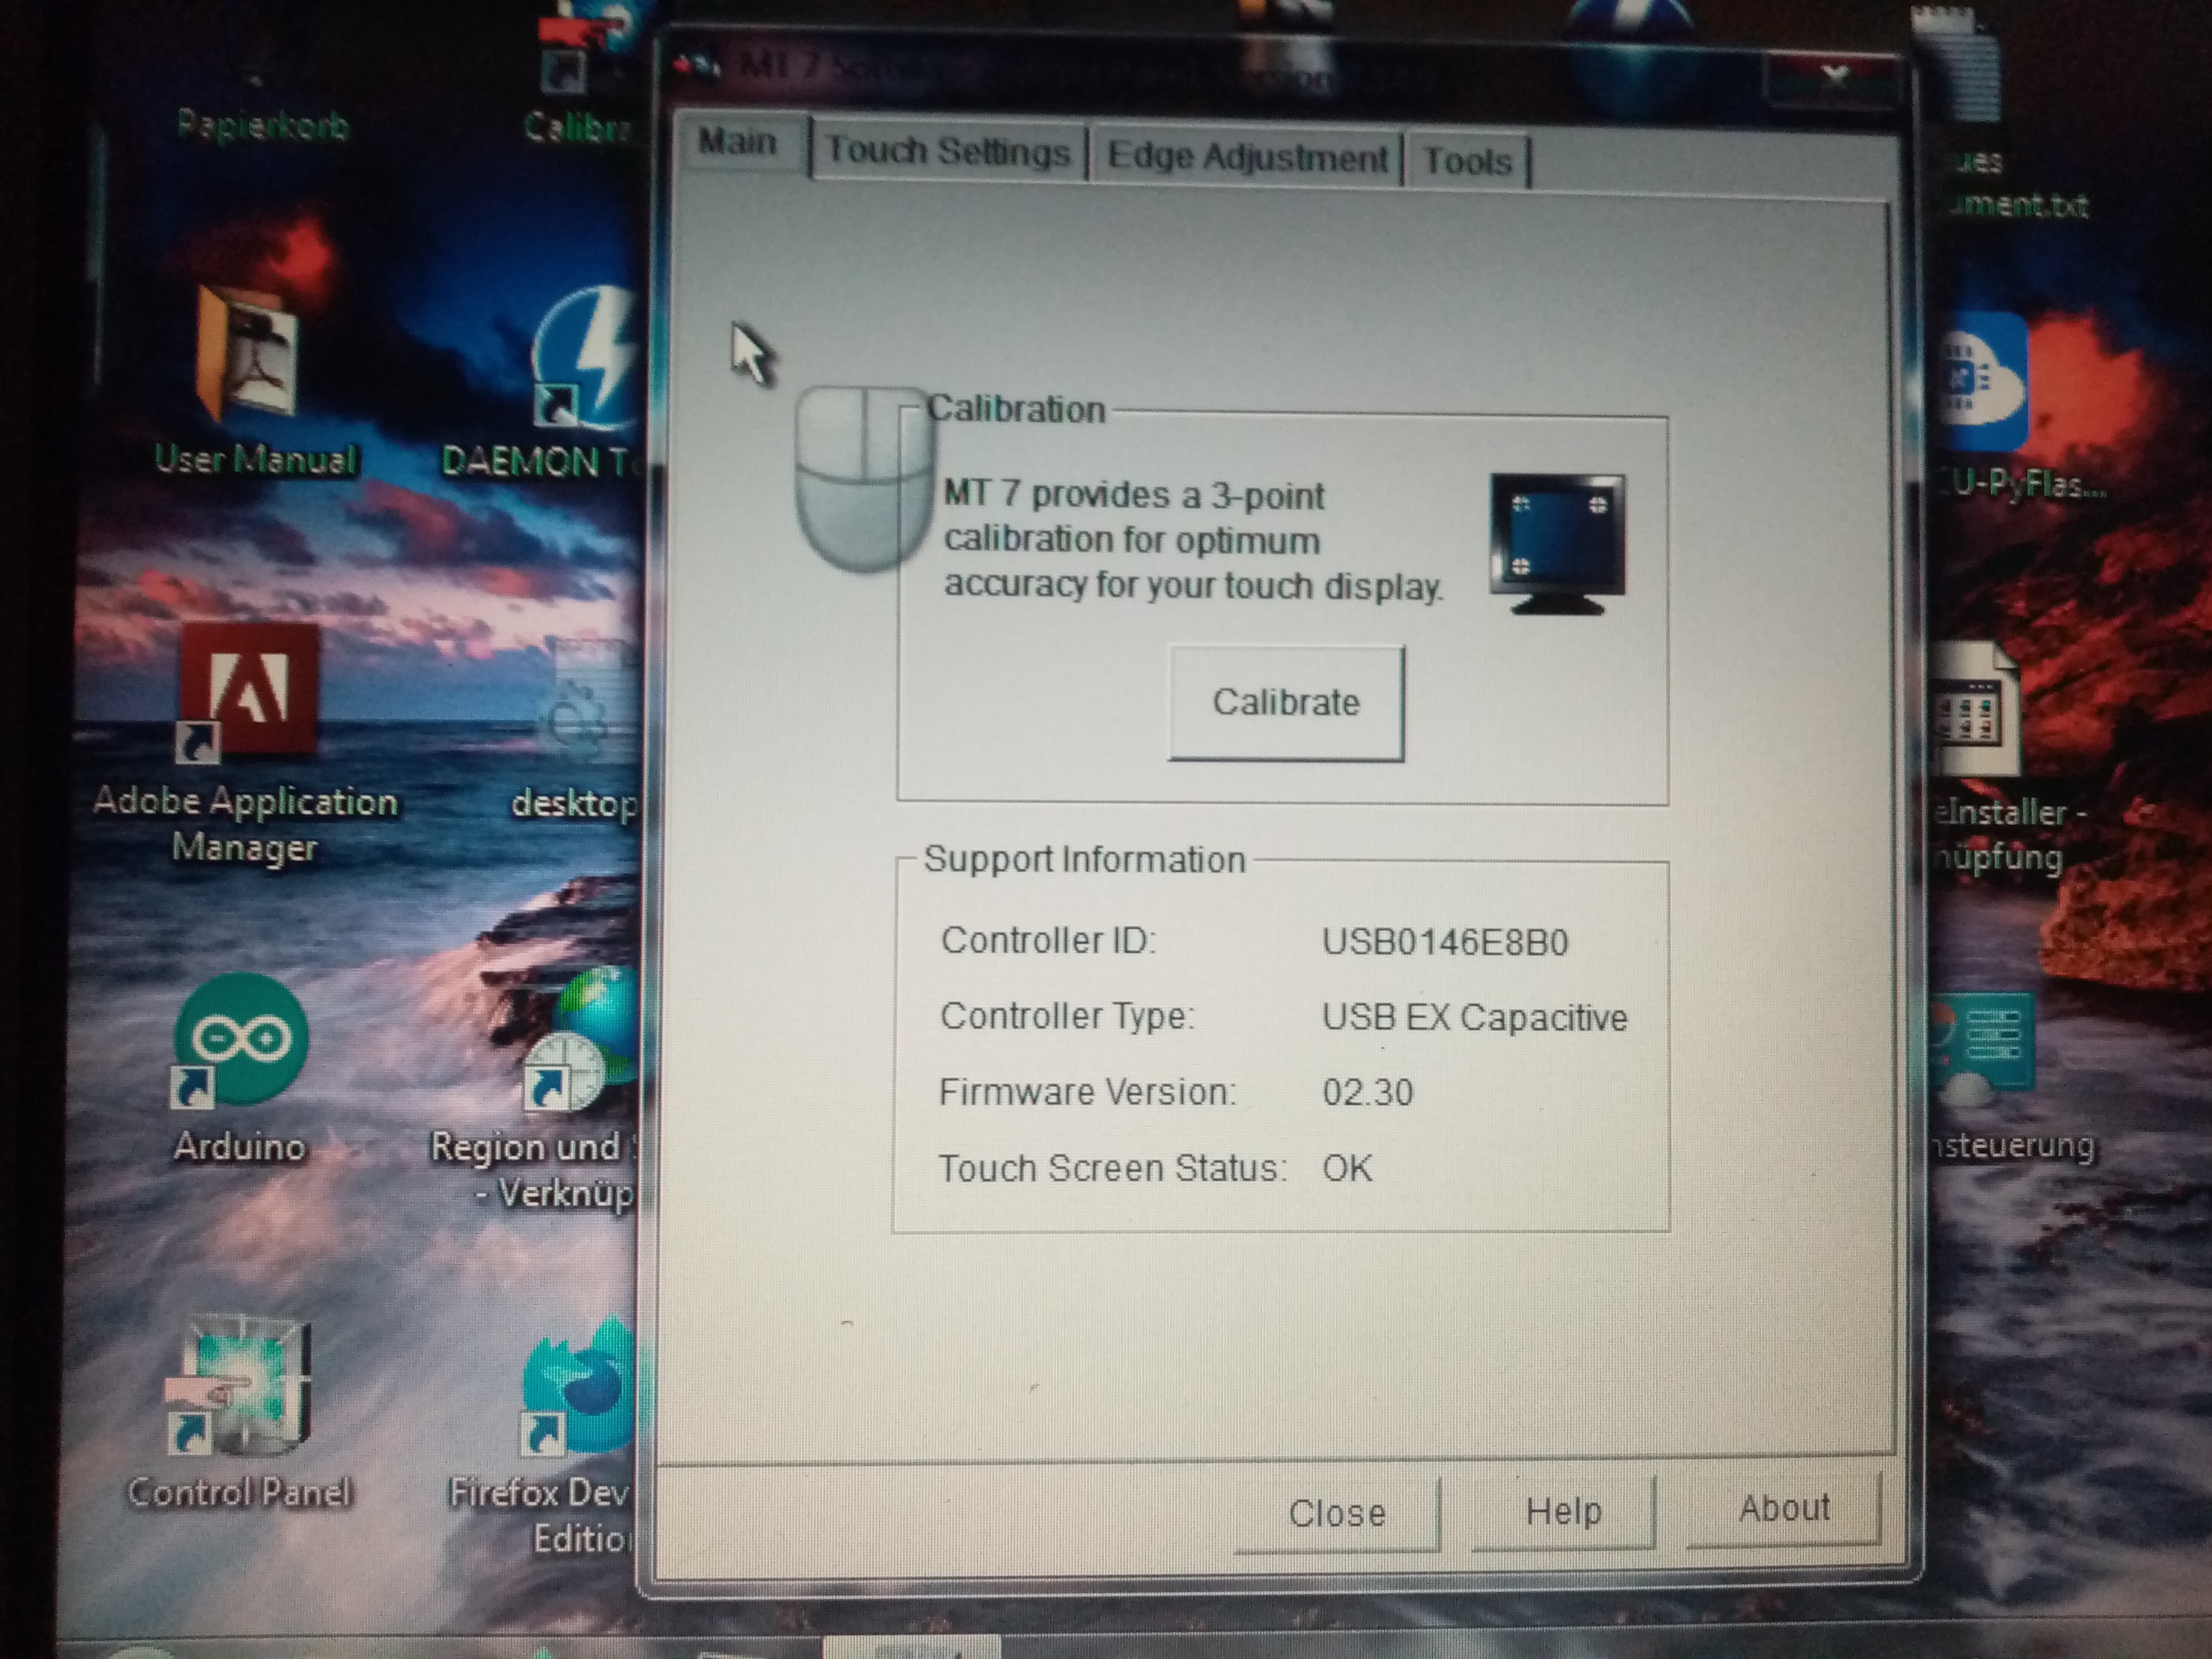 Papierkorb
Calibra
MT 7
Main
Touch Settings
Edge Adjustment
Tools
ument.txt
User Manual
DAEMON To
Calibration
MT 7 provides a 3-point
calibration for optimum
accuracy for your touch display.
Calibrate
U-PyFlas...
Adobe Application
Manager
desktop
eInstaller -
nüpfung
Support Information
Controller ID: USB0146E8B0
Controller Type: USB EX Capacitive
Firmware Version: 02.30
Touch Screen Status: OK
Arduino
Region und
- Verknüp
nsteuerung
Control Panel
Firefox Dev
Editio
Close
Help
About